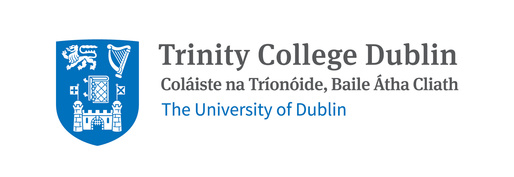 Trinity College Dublin
Coláiste na Tríonóide, Baile Átha Cliath
The University of Dublin